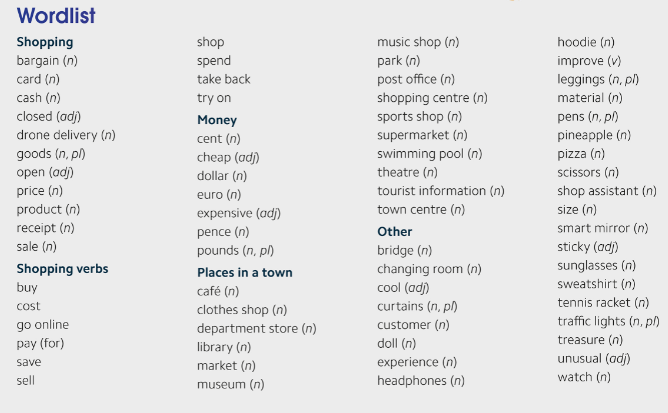 Wordlist
Shopping
bargain (n)
card (n)
cash (n)
closed (adj)
drone delivery (n)
goods (n, pl)
open (adj)
price (n)
product (n)
receipt (n)
sale (n)
Shopping verbs
buy
cost
go online
pay (for)
save
sell
shop
spend
take back
try on
Money
cent (n)
cheap (adj)
dollar (n)
euro (n)
expensive (adj)
pence (n)
pounds (n, pl)
Places in a town
café (n)
clothes shop (n)
department store (n)
library (n)
market (n)
museum (n)
music shop (n)
park (n)
post office (n)
shopping centre (n)
sports shop (n)
supermarket (n)
swimming pool (n)
theatre (n)
tourist information (n)
town centre (n)
Other
bridge (n)
changing room (n)
cool (adj)
curtains (n, pl)
customer (n)
doll (n)
experience (n)
headphones (n)
hoodie (n)
improve (v)
leggings (n, pl)
material (n)
pens (n, pl)
pineapple (n)
pizza (n)
scissors (n)
shop assistant (n)
size (n)
smart mirror (n)
sticky (adj)
sunglasses (n)
sweatshirt (n)
tennis racket (n)
traffic lights (n, pl)
treasure (n)
unusual (adj)
watch (n)